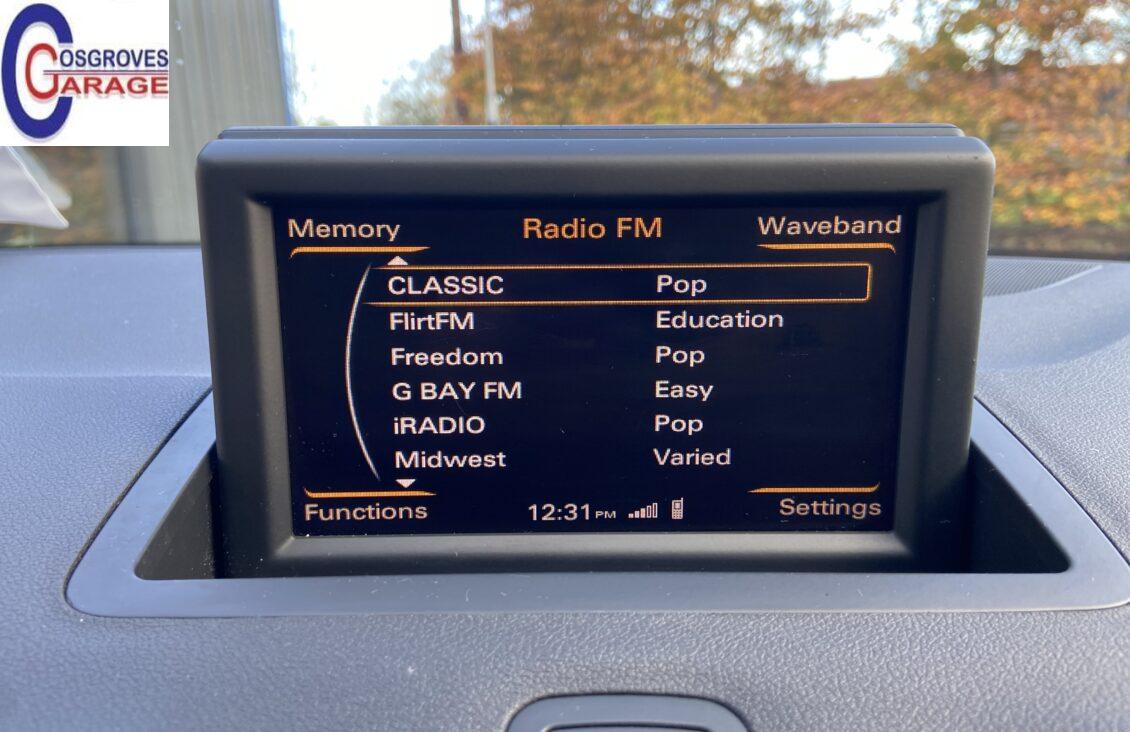 COSGROVES
GARAGE
Memory Radio FM Waveband
CLASSIC Pop
FlirtFM Education
Freedom Pop
G BAY FM Easy
iRADIO Pop
Midwest Varied
Functions 12:31 PM Settings